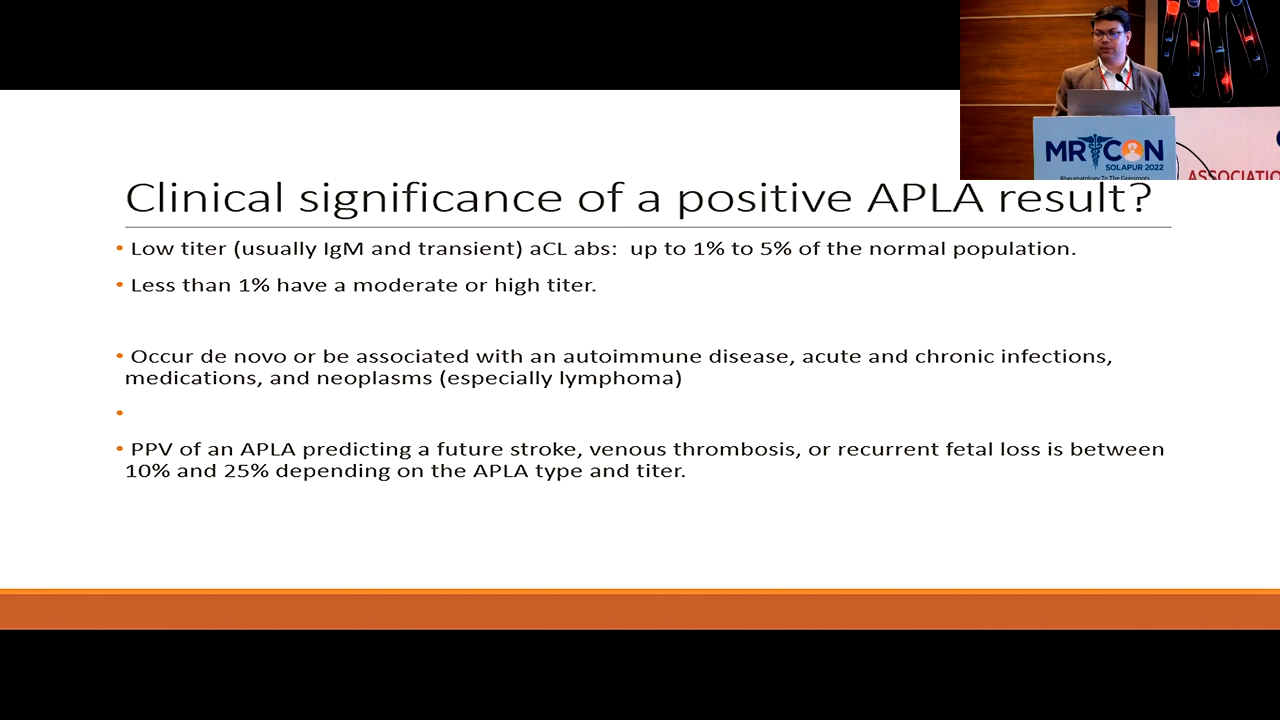 Clinical significance of a positive APLA result?
• Low titer (usually IgM and transient) aCL abs:  up to 1% to 5% of the normal population.
• Less than 1% have a moderate or high titer.
• Occur de novo or be associated with an autoimmune disease, acute and chronic infections,
medications, and neoplasms (especially lymphoma)
•
• PPV of an APLA predicting a future stroke, venous thrombosis, or recurrent fetal loss is between
10% and 25% depending on the APLA type and titer.
MR CON
SOLAPUR 2022
Rheumatology To The Grassroots
ASSOCIATIO